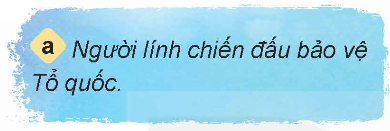 a Người lính chiến đấu bảo vệ
Tổ quốc.